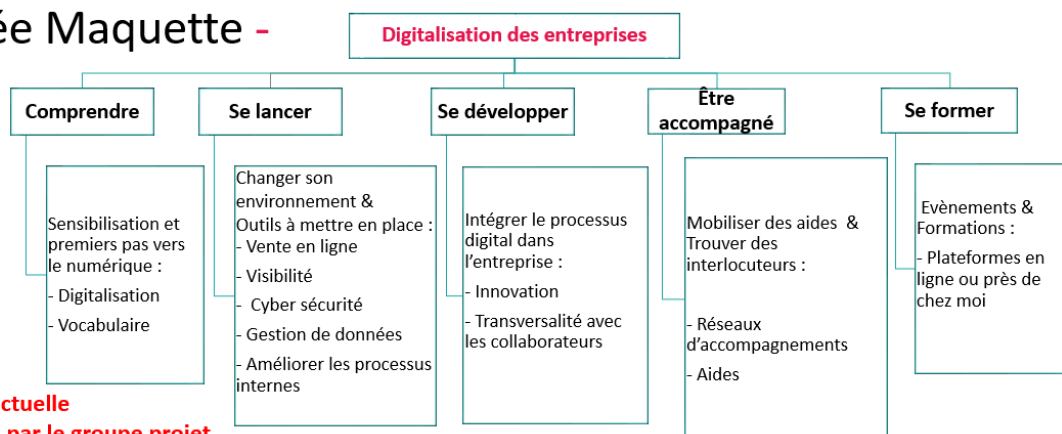 ée Maquette -
Digitalisation des entreprises
Comprendre
Sensibilisation et
premiers pas vers
le numérique :
- Digitalisation
- Vocabulaire
Se lancer
Changer son
environnement &
Outils à mettre en place :
- Vente en ligne
- Visibilité
- Cyber sécurité
- Gestion de données
- Améliorer les processus
internes
Se développer
Intégrer le processus
digital dans
l'entreprise :
- Innovation
- Transversalité avec
les collaborateurs
Être
accompagné
Mobiliser des aides &
Trouver des
interlocuteurs :
- Réseaux
d'accompagnements
- Aides
Se former
Evènements &
Formations :
- Plateformes en
ligne ou près de
chez moi
ctuelle
par le groupe projet